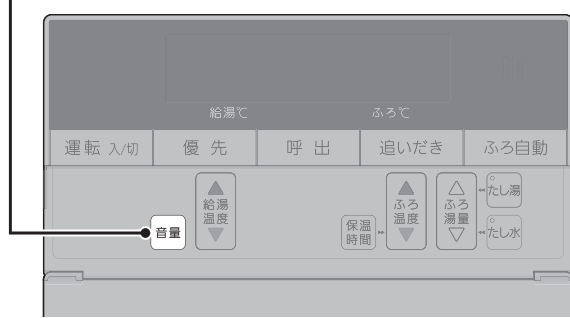 給湯℃ ふろ℃
運転 入/切 優先 呼出 追いだき ふろ自動
音量
給湯
温度
保温
時間
ふろ
温度
ふろ
湯量
たし湯
たし水